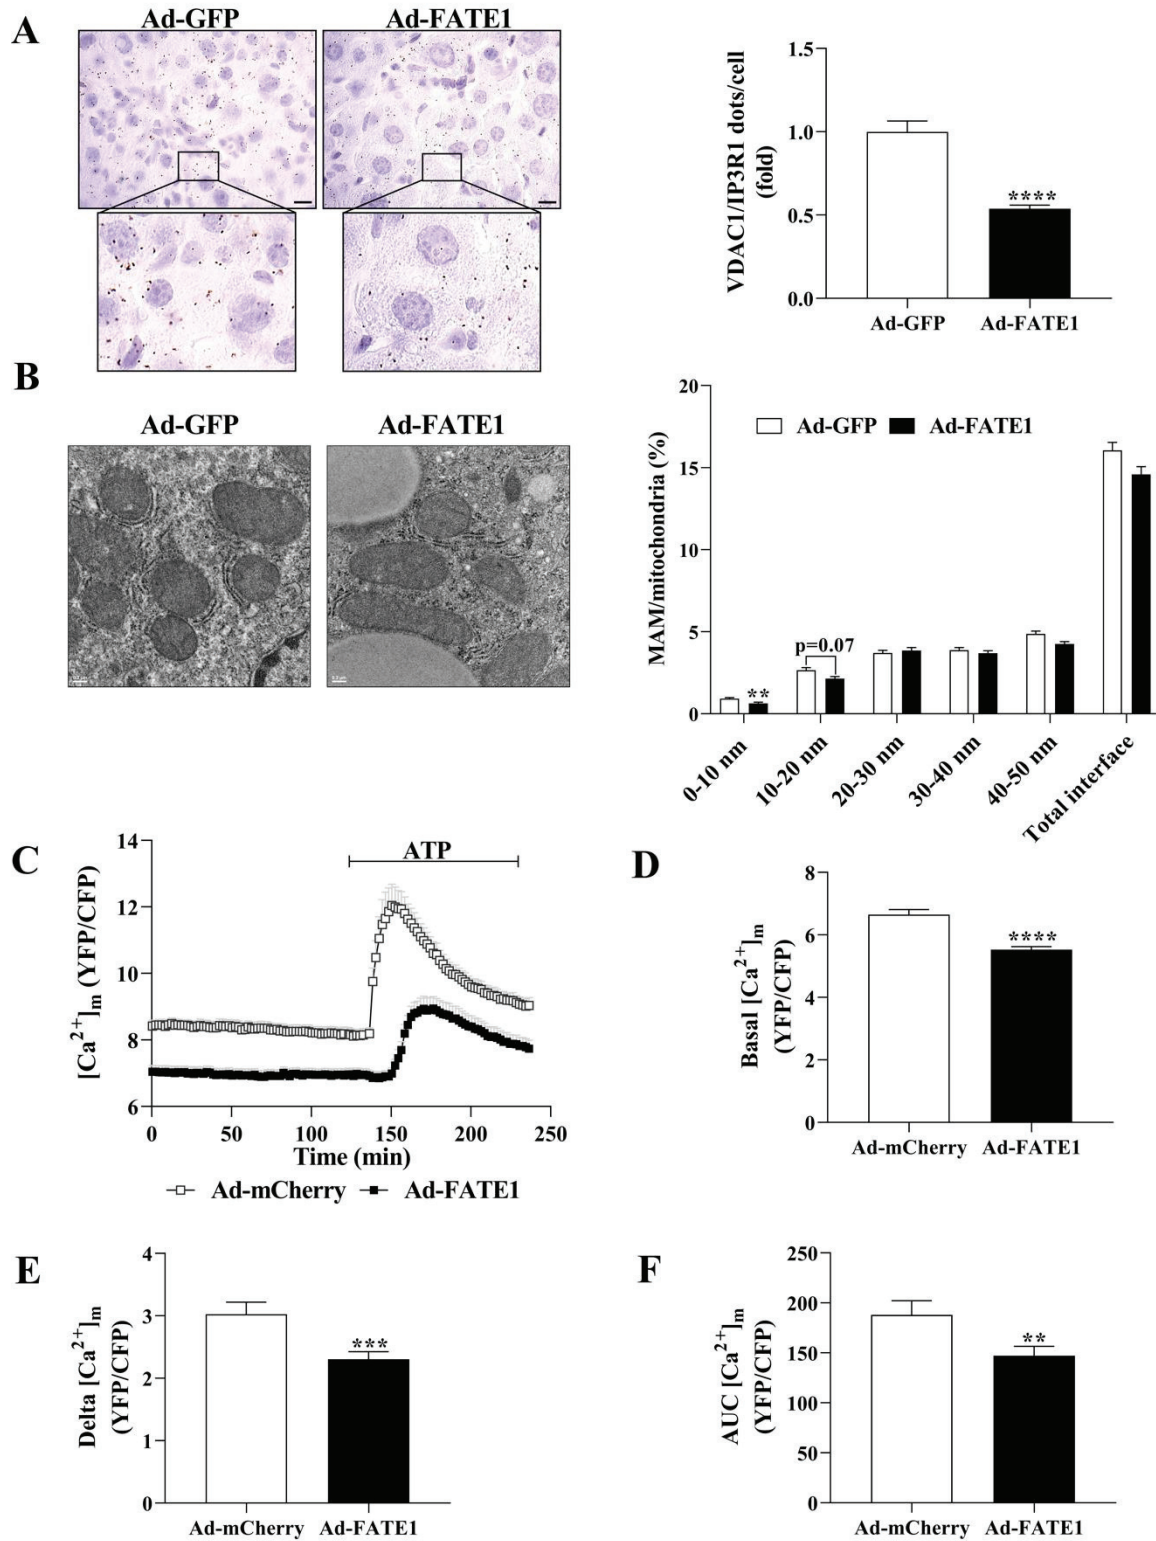 A
Ad-GFP
Ad-FATE1
VDAC1/IP3R1 dots/cell
(fold)
1.5
1.0
0.5
0.0
****
Ad-GFP
Ad-FATE1
B
Ad-GFP
Ad-FATE1
MAM/mitochondria (%)
20
15
10
5
0
Ad-GFP
Ad-FATE1
**
p=0.07
0-10 nm
10-20 nm
20-30 nm
30-40 nm
40-50 nm
Total interface
C
[Ca²⁺]ₘ (YFP/CFP)
14
12
10
8
6
ATP
0
50
100
150
200
250
Time (min)
Ad-mCherry
Ad-FATE1
D
Basal [Ca²⁺]ₘ
(YFP/CFP)
8
6
4
2
0
****
Ad-mCherry
Ad-FATE1
E
Delta [Ca²⁺]ₘ
(YFP/CFP)
4
3
2
1
0
***
Ad-mCherry
Ad-FATE1
F
AUC [Ca²⁺]ₘ
(YFP/CFP)
250
200
150
100
50
0
**
Ad-mCherry
Ad-FATE1